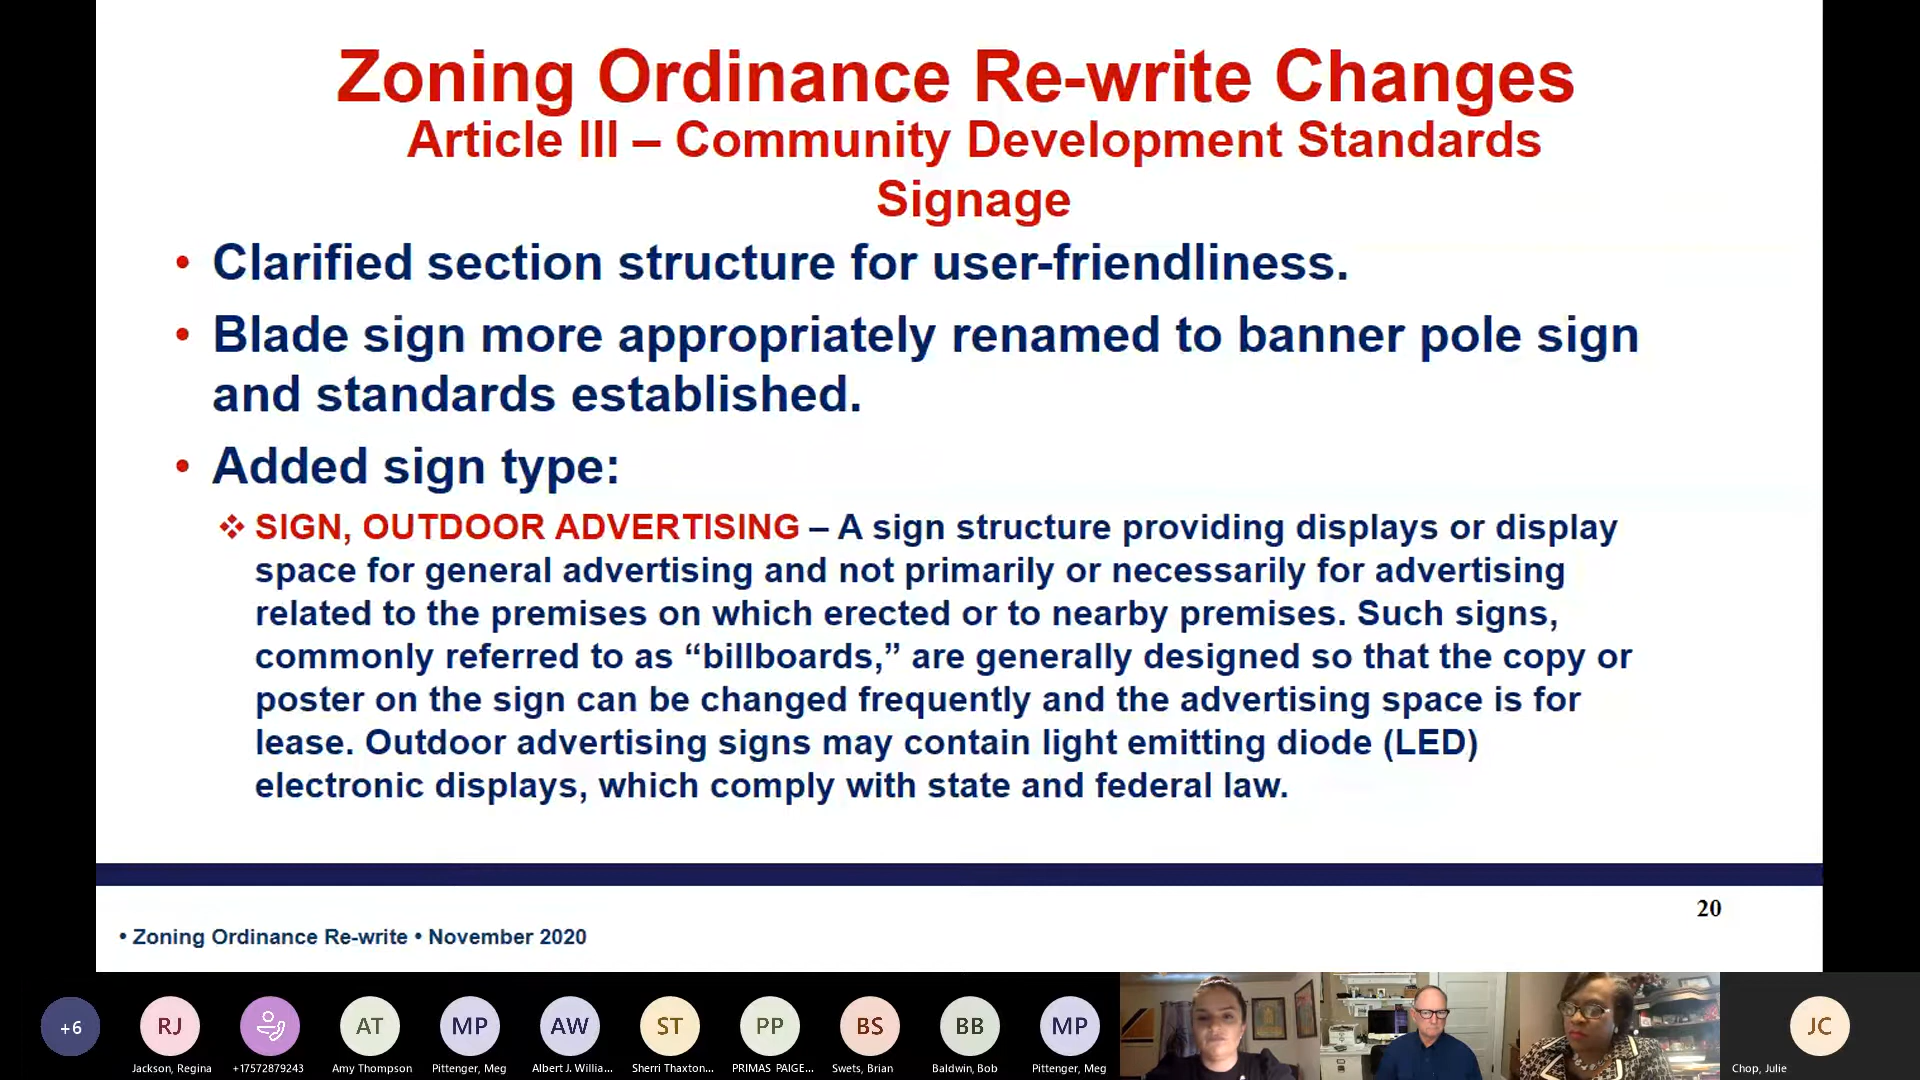 Zoning Ordinance Re-write Changes
Article III – Community Development Standards
Signage
• Clarified section structure for user-friendliness.
• Blade sign more appropriately renamed to banner pole sign
and standards established.
• Added sign type:
❖ SIGN, OUTDOOR ADVERTISING – A sign structure providing displays or display
space for general advertising and not primarily or necessarily for advertising
related to the premises on which erected or to nearby premises. Such signs,
commonly referred to as “billboards,” are generally designed so that the copy or
poster on the sign can be changed frequently and the advertising space is for
lease. Outdoor advertising signs may contain light emitting diode (LED)
electronic displays, which comply with state and federal law.
20
• Zoning Ordinance Re-write • November 2020
+6
RJ
AT
MP
AW
ST
PP
BS
BB
MP
JC
Jackson, Regina
+17572879243
Amy Thompson
Pittenger, Meg
Albert J. Willia...
Sherri Thaxton...
PRIMAS PAIGE...
Swets, Brian
Baldwin, Bob
Pittenger, Meg
Chop, Julie